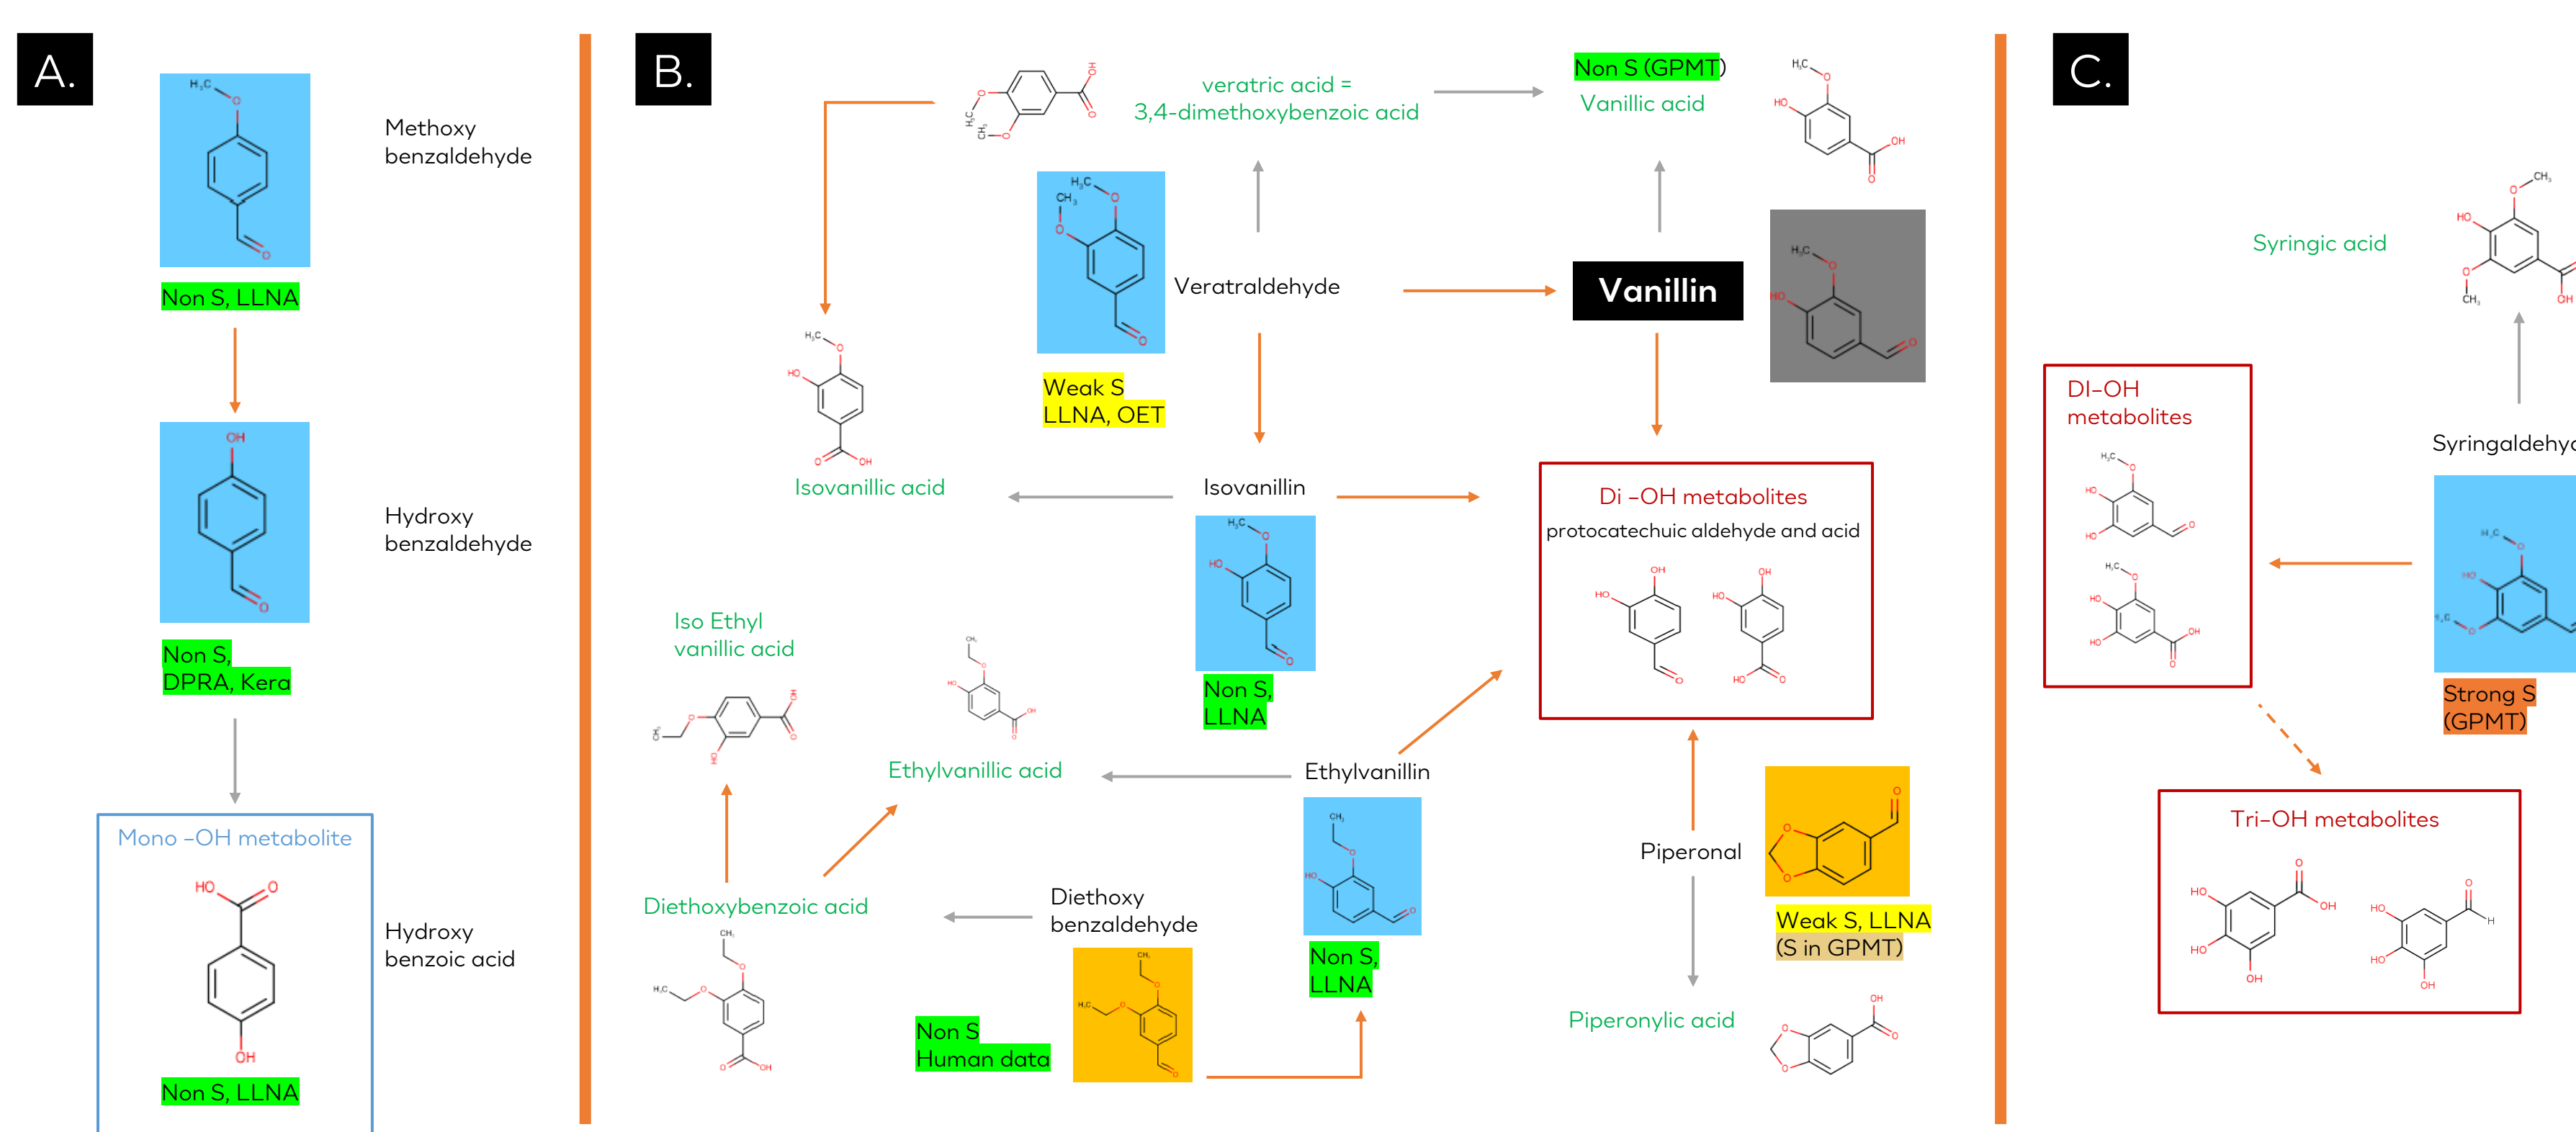 A.
Methoxy
benzaldehyde
Non S, LLNA
Hydroxy
benzaldehyde
Non S,
DPRA, Kera
Mono –OH metabolite
Hydroxy
benzoic acid
Non S, LLNA
B.
veratric acid =
3,4-dimethoxybenzoic acid
Non S (GPMT)
Vanillic acid
Veratraldehyde
Vanillin
Weak S
LLNA, OET
Isovanillic acid
Isovanillin
Non S,
LLNA
Di –OH metabolites
protocatechuic aldehyde and acid
Iso Ethyl
vanillic acid
Ethylvanillic acid
Ethylvanillin
Non S,
LLNA
Diethoxybenzoic acid
Diethoxy
benzaldehyde
Non S
Human data
Piperonal
Weak S, LLNA
(S in GPMT)
Piperonylic acid
C.
Syringic acid
DI-OH
metabolites
Strong S
(GPMT)
Tri-OH metabolites